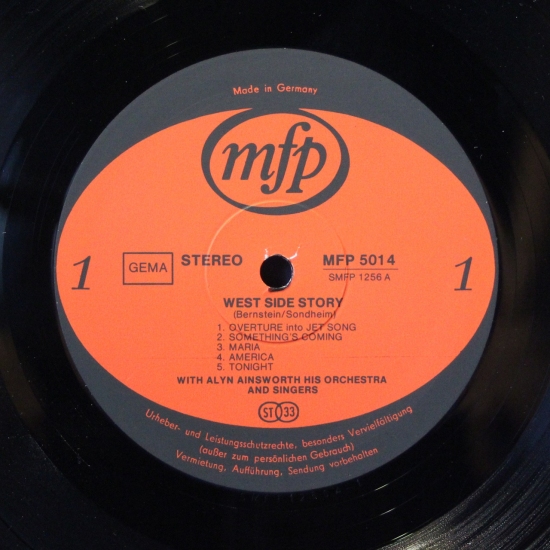 Made in Germany
mfp
1
GEMA
STEREO
MFP 5014
SMFP 1256 A
1
WEST SIDE STORY
(Bernstein/Sondheim)
1. OVERTURE into JET SONG
2. SOMETHING'S COMING
3. MARIA
4. AMERICA
5. TONIGHT
WITH ALYN AINSWORTH HIS ORCHESTRA
AND SINGERS
ST 33
Urheber- und Leistungsschutzrechte, besonders Vervielfältigung
(außer zum persönlichen Gebrauch)
Vermietung, Aufführung, Sendung vorbehalten